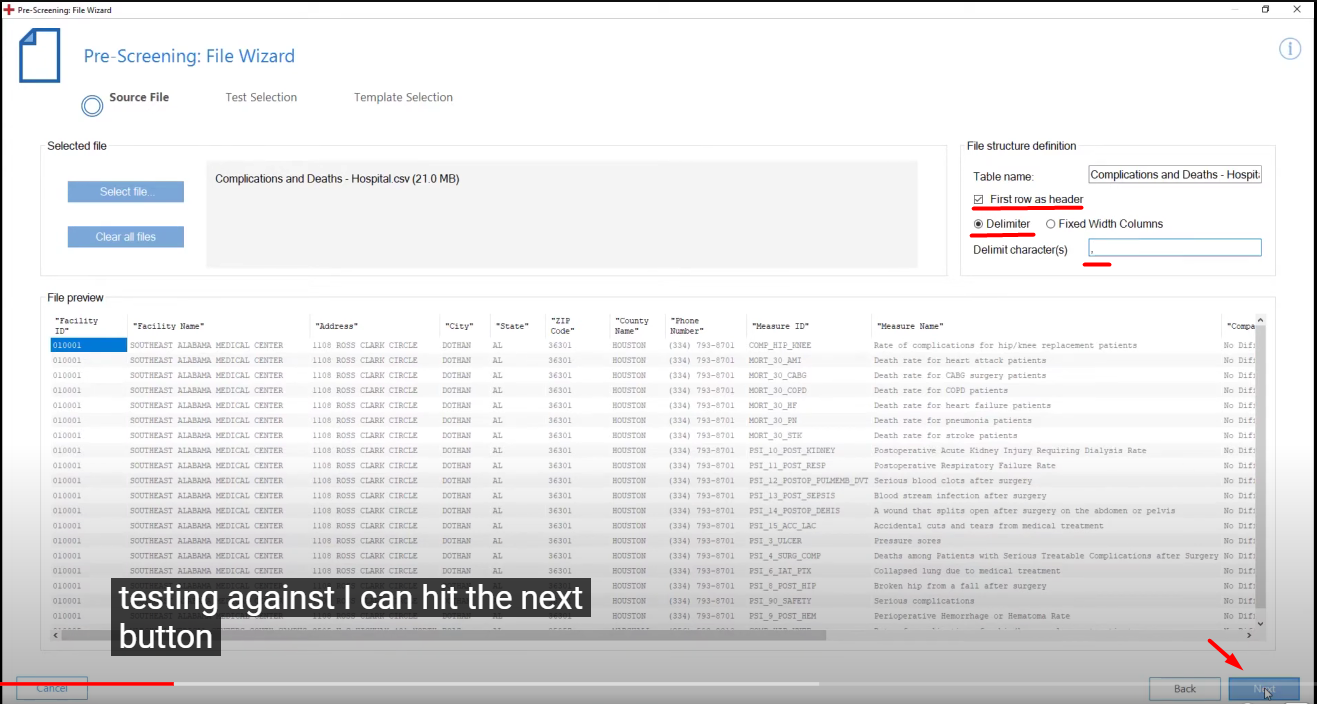 Pre-Screening: File Wizard
Pre-Screening: File Wizard
Source File Test Selection Template Selection
Selected file
Select file...
Clear all files
Complications and Deaths - Hospital.csv (21.0 MB)
File structure definition
Table name: Complications and Deaths - Hospit
First row as header
Delimiter Fixed Width Columns
Delimit character(s) ,
File preview
"Facility ID" "Facility Name" "Address" "City" "State" "ZIP Code" "County Name" "Phone Number" "Measure ID" "Measure Name" "Compa
010001 SOUTHEAST ALABAMA MEDICAL CENTER 1108 ROSS CLARK CIRCLE DOTHAN AL 36301 HOUSTON (334) 793-8701 COMP_HIP_KNEE Rate of complications for hip/knee replacement patients No Dif
010001 SOUTHEAST ALABAMA MEDICAL CENTER 1108 ROSS CLARK CIRCLE DOTHAN AL 36301 HOUSTON (334) 793-8701 MORT_30_AMI Death rate for heart attack patients No Dif
010001 SOUTHEAST ALABAMA MEDICAL CENTER 1108 ROSS CLARK CIRCLE DOTHAN AL 36301 HOUSTON (334) 793-8701 MORT_30_CABG Death rate for CABG surgery patients No Dif
010001 SOUTHEAST ALABAMA MEDICAL CENTER 1108 ROSS CLARK CIRCLE DOTHAN AL 36301 HOUSTON (334) 793-8701 MORT_30_COPD Death rate for COPD patients No Dif
010001 SOUTHEAST ALABAMA MEDICAL CENTER 1108 ROSS CLARK CIRCLE DOTHAN AL 36301 HOUSTON (334) 793-8701 MORT_30_HF Death rate for heart failure patients No Dif
010001 SOUTHEAST ALABAMA MEDICAL CENTER 1108 ROSS CLARK CIRCLE DOTHAN AL 36301 HOUSTON (334) 793-8701 MORT_30_PN Death rate for pneumonia patients No Dif
010001 SOUTHEAST ALABAMA MEDICAL CENTER 1108 ROSS CLARK CIRCLE DOTHAN AL 36301 HOUSTON (334) 793-8701 MORT_30_STK Death rate for stroke patients No Dif
010001 SOUTHEAST ALABAMA MEDICAL CENTER 1108 ROSS CLARK CIRCLE DOTHAN AL 36301 HOUSTON (334) 793-8701 PSI_10_POST_KIDNEY Postoperative Acute Kidney Injury Requiring Dialysis Rate No Dif
010001 SOUTHEAST ALABAMA MEDICAL CENTER 1108 ROSS CLARK CIRCLE DOTHAN AL 36301 HOUSTON (334) 793-8701 PSI_11_POST_RESP Postoperative Respiratory Failure Rate No Dif
010001 SOUTHEAST ALABAMA MEDICAL CENTER 1108 ROSS CLARK CIRCLE DOTHAN AL 36301 HOUSTON (334) 793-8701 PSI_12_POSTOP_PULMEMB_DVT Serious blood clots after surgery No Dif
010001 SOUTHEAST ALABAMA MEDICAL CENTER 1108 ROSS CLARK CIRCLE DOTHAN AL 36301 HOUSTON (334) 793-8701 PSI_13_POST_SEPSIS Blood stream infection after surgery No Dif
010001 SOUTHEAST ALABAMA MEDICAL CENTER 1108 ROSS CLARK CIRCLE DOTHAN AL 36301 HOUSTON (334) 793-8701 PSI_14_POSTOP_DEHIS A wound that splits open after surgery on the abdomen or pelvis No Dif
010001 SOUTHEAST ALABAMA MEDICAL CENTER 1108 ROSS CLARK CIRCLE DOTHAN AL 36301 HOUSTON (334) 793-8701 PSI_15_ACC_LAC Accidental cuts and tears from medical treatment No Dif
010001 SOUTHEAST ALABAMA MEDICAL CENTER 1108 ROSS CLARK CIRCLE DOTHAN AL 36301 HOUSTON (334) 793-8701 PSI_3_ULCER Pressure sores No Dif
010001 SOUTHEAST ALABAMA MEDICAL CENTER 1108 ROSS CLARK CIRCLE DOTHAN AL 36301 HOUSTON (334) 793-8701 PSI_4_SURG_COMP Deaths among Patients with Serious Treatable Complications after Surgery No Dif
010001 SOUTHEAST ALABAMA MEDICAL CENTER 1108 ROSS CLARK CIRCLE DOTHAN AL 36301 HOUSTON (334) 793-8701 PSI_6_IAT_PTX Collapsed lung due to medical treatment No Dif
010001 HOUSTON (334) 793-8701 PSI_8_POST_HIP Broken hip from a fall after surgery No Dif
HOUSTON (334) 793-8701 PSI_90_SAFETY Serious complications No Dif
HOUSTON (334) 793-8701 PSI_9_POST_HEM Perioperative Hemorrhage or Hematoma Rate No Dif
testing against can hit the next
button
Cancel Back Next